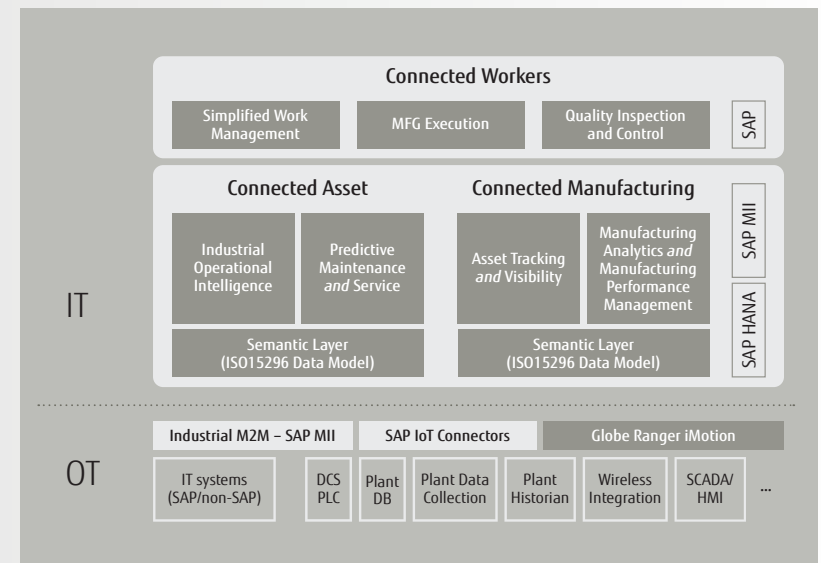 Connected Workers
Simplified Work
Management
MFG Execution
Quality Inspection
and Control
SAP
Connected Asset
Connected Manufacturing
Industrial
Operational
Intelligence
Predictive
Maintenance
and Service
Asset Tracking
and Visibility
Manufacturing
Analytics and
Manufacturing
Performance
Management
SAP MII
Semantic Layer
(ISO15296 Data Model)
Semantic Layer
(ISO15296 Data Model)
SAP HANA
IT
OT
Industrial M2M – SAP MII
SAP IoT Connectors
Globe Ranger iMotion
IT systems
(SAP/non-SAP)
DCS
PLC
Plant
DB
Plant Data
Collection
Plant
Historian
Wireless
Integration
SCADA/
HMI
...